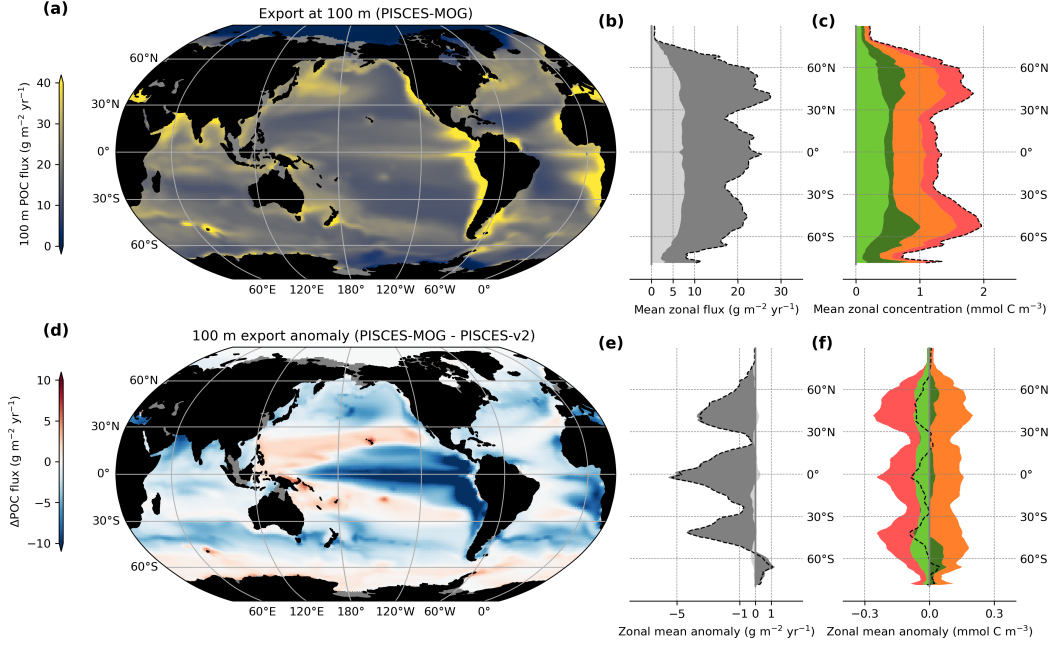 (a)
Export at 100 m (PISCES-MOG)
60°N
30°N
0°
30°S
60°S
60°E 120°E 180° 120°W 60°W 0°
40
30
20
10
0
100 m POC flux (g m⁻² yr⁻¹)
(b)
0 5 15 30
Mean zonal flux (g m⁻² yr⁻¹)
(c)
60°N
30°N
0°
30°S
60°S
0 1 2
Mean zonal concentration (mmol C m⁻³)
(d)
100 m export anomaly (PISCES-MOG - PISCES-v2)
60°N
30°N
0°
30°S
60°S
60°E 120°E 180° 120°W 60°W 0°
10
5
0
−5
−10
ΔPOC flux (g m⁻² yr⁻¹)
(e)
−5 −1 1
Zonal mean anomaly (g m⁻² yr⁻¹)
(f)
60°N
30°N
0°
30°S
60°S
−0.3 0.0 0.3
Zonal mean anomaly (mmol C m⁻³)